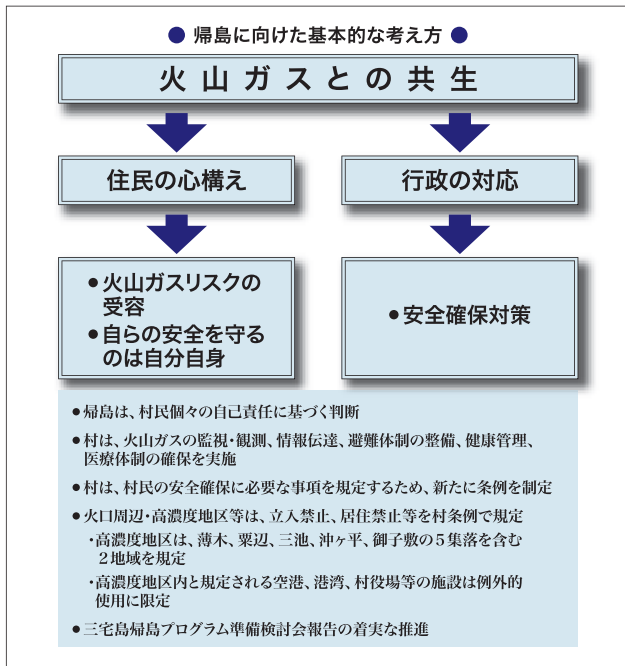 ● 帰島に向けた基本的な考え方 ●
火山ガスとの共生
住民の心構え
行政の対応
●火山ガスリスクの
受容
●自らの安全を守る
のは自分自身
●安全確保対策
●帰島は、村民個々の自己責任に基づく判断
●村は、火山ガスの監視・観測、情報伝達、避難体制の整備、健康管理、
医療体制の確保を実施
●村は、村民の安全確保に必要な事項を規定するため、新たに条例を制定
●火口周辺・高濃度地区等は、立入禁止、居住禁止等を村条例で規定
・高濃度地区は、薄木、粟辺、三池、沖ヶ平、御子敷の5集落を含む
2地域を規定
・高濃度地区内と規定される空港、港湾、村役場等の施設は例外的
使用に限定
●三宅島帰島プログラム準備検討会報告の着実な推進